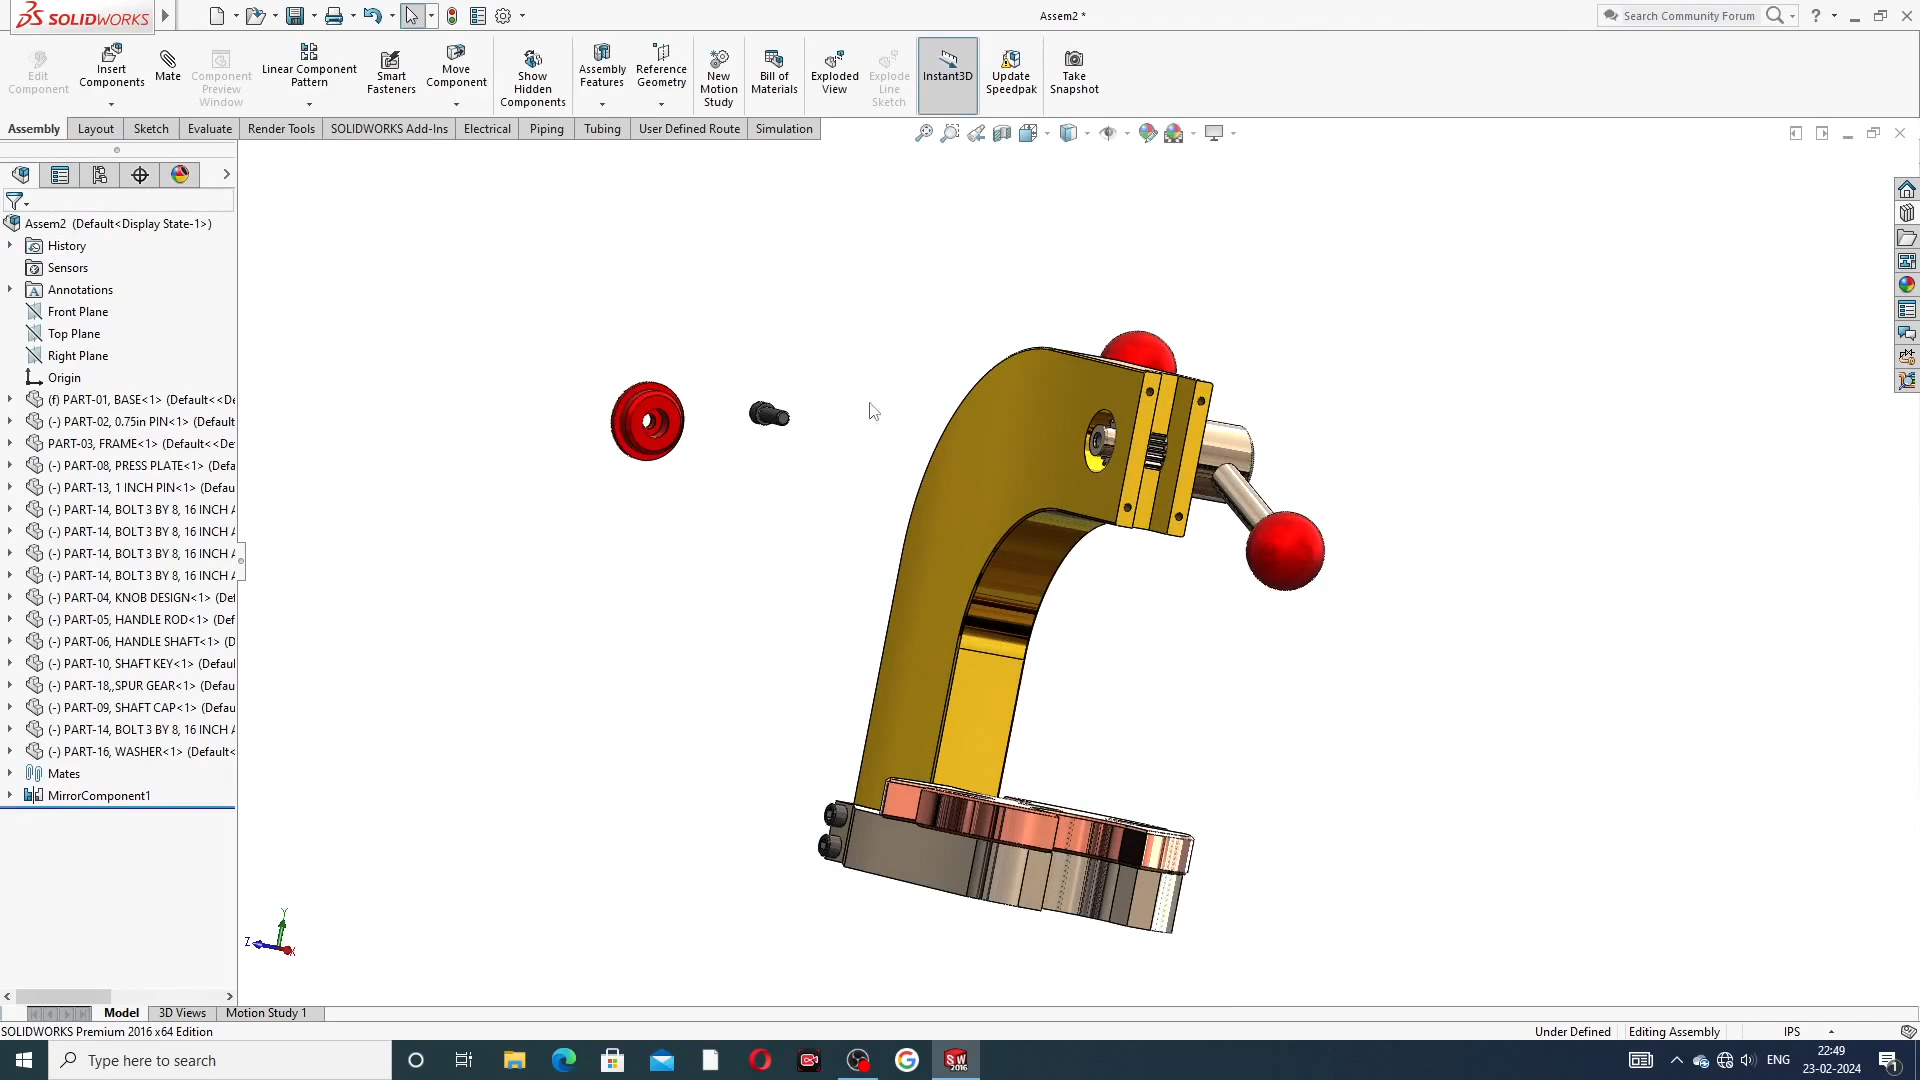 SOLIDWORKS
Assem2 *
Search Community Forum
?
Edit Component
Insert Components
Mate
Component Preview Window
Linear Component Pattern
Smart Fasteners
Move Component
Show Hidden Components
Assembly Features
Reference Geometry
New Motion Study
Bill of Materials
Exploded View
Explode Line Sketch
Instant3D
Update Speedpak
Take Snapshot
Assembly
Layout
Sketch
Evaluate
Render Tools
SOLIDWORKS Add-Ins
Electrical
Piping
Tubing
User Defined Route
Simulation
Assem2 (Default<Display State-1>)
History
Sensors
Annotations
Front Plane
Top Plane
Right Plane
Origin
(f) PART-01, BASE<1> (Default<<De
(-) PART-02, 0.75in PIN<1> (Default
PART-03, FRAME<1> (Default<<De
(-) PART-08, PRESS PLATE<1> (Defa
(-) PART-13, 1 INCH PIN<1> (Defau
(-) PART-14, BOLT 3 BY 8, 16 INCH A
(-) PART-14, BOLT 3 BY 8, 16 INCH A
(-) PART-14, BOLT 3 BY 8, 16 INCH A
(-) PART-14, BOLT 3 BY 8, 16 INCH A
(-) PART-04, KNOB DESIGN<1> (Def
(-) PART-05, HANDLE ROD<1> (Def
(-) PART-06, HANDLE SHAFT<1> (D
(-) PART-10, SHAFT KEY<1> (Defaul
(-) PART-18,,SPUR GEAR<1> (Defau
(-) PART-09, SHAFT CAP<1> (Defau
(-) PART-14, BOLT 3 BY 8, 16 INCH A
(-) PART-16, WASHER<1> (Default<
Mates
MirrorComponent1
Y
Z
X
Model
3D Views
Motion Study 1
SOLIDWORKS Premium 2016 x64 Edition
Under Defined
Editing Assembly
IPS
Type here to search
SW
2016
ENG
22:49
23-02-2024
1